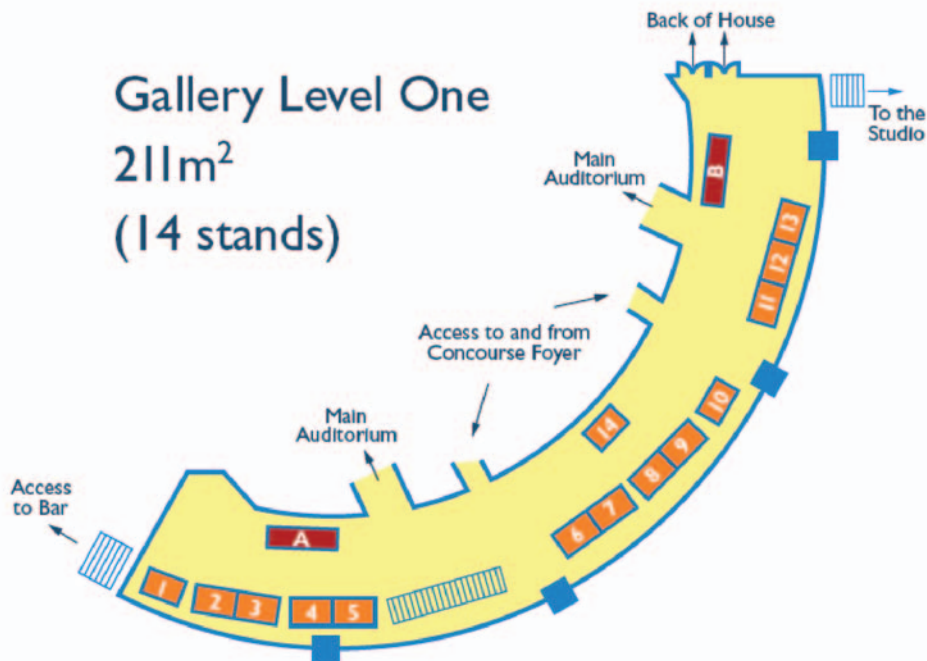 Back of House
Gallery Level One
211m²
(14 stands)
To the
Studio
Main
Auditorium
B
13
12
11
Access to and from
Concourse Foyer
10
14
9
8
7
6
Main
Auditorium
Access
to Bar
A
1
2
3
4
5